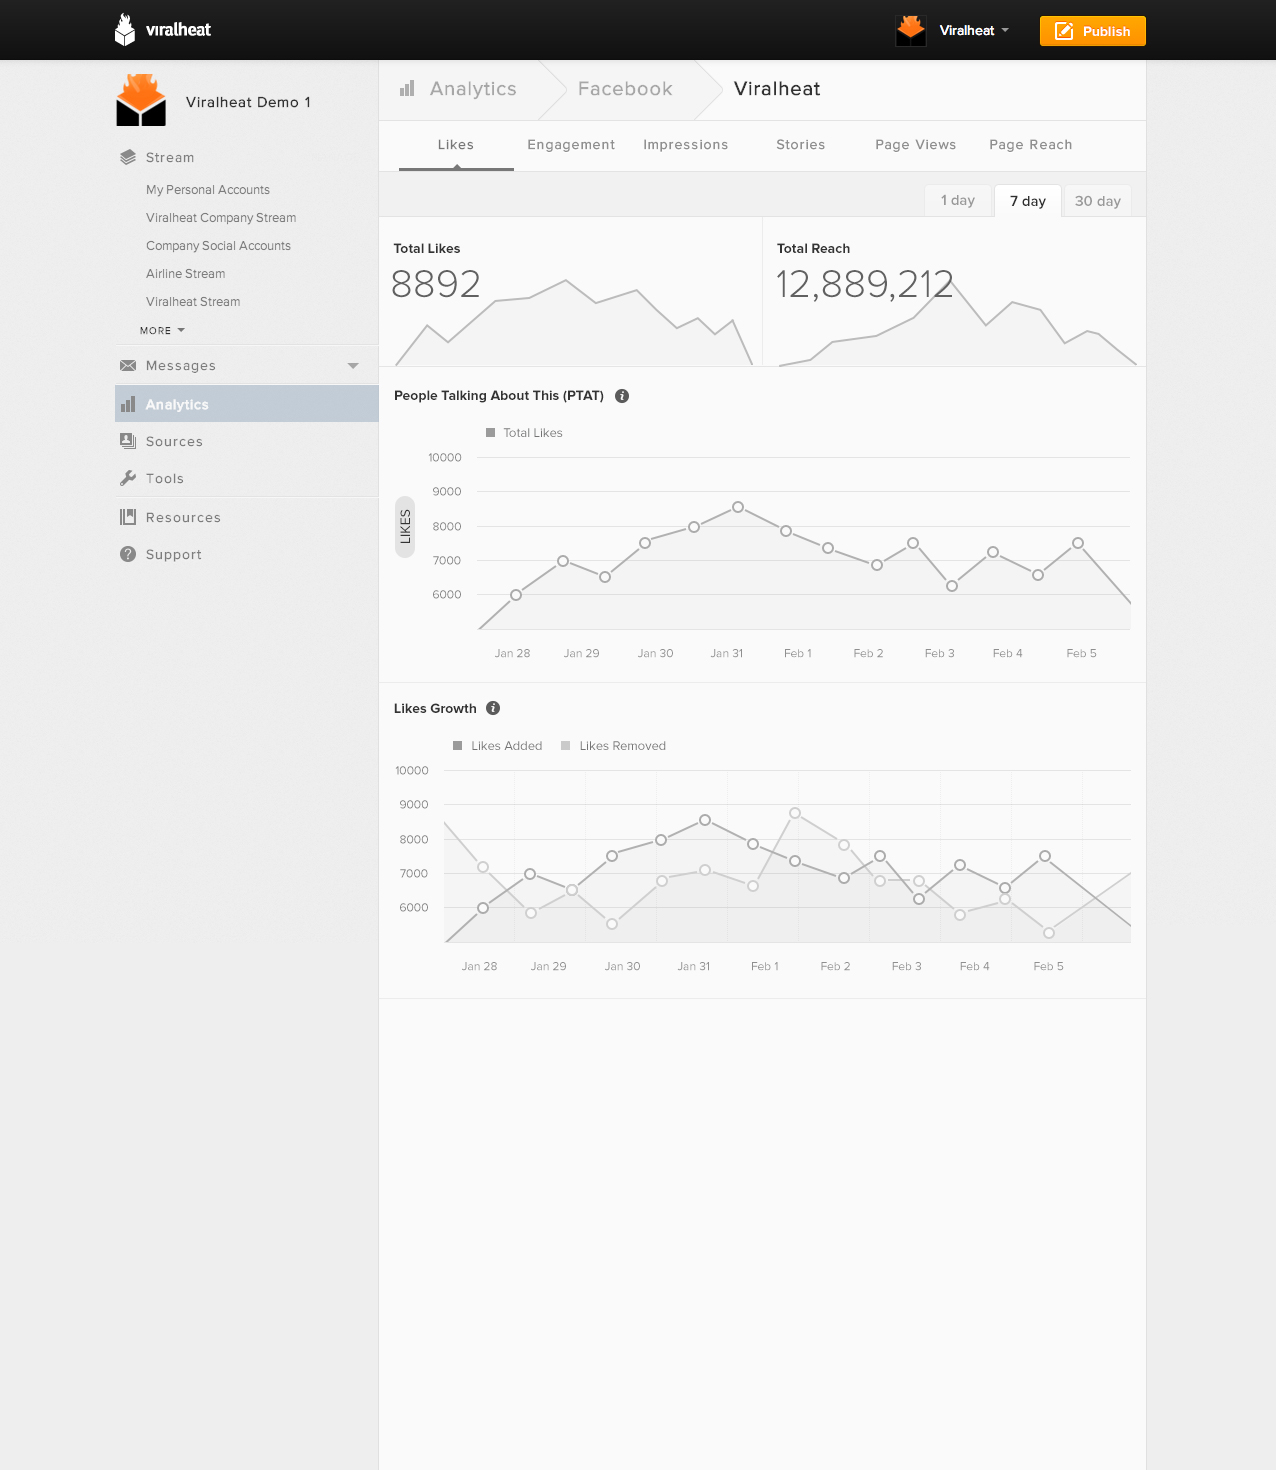 viralheat
Viralheat
Publish
Viralheat Demo 1
Stream
My Personal Accounts
Viralheat Company Stream
Company Social Accounts
Airline Stream
Viralheat Stream
MORE
Messages
Analytics
Sources
Tools
Resources
Support
Analytics Facebook Viralheat
Likes Engagement Impressions Stories Page Views Page Reach
1 day 7 day 30 day
Total Likes
8892
Total Reach
12,889,212
People Talking About This (PTAT) i
Total Likes
LIKES
10000
9000
8000
7000
6000
Jan 28 Jan 29 Jan 30 Jan 31 Feb 1 Feb 2 Feb 3 Feb 4 Feb 5
Likes Growth i
Likes Added Likes Removed
10000
9000
8000
7000
6000
Jan 28 Jan 29 Jan 30 Jan 31 Feb 1 Feb 2 Feb 3 Feb 4 Feb 5